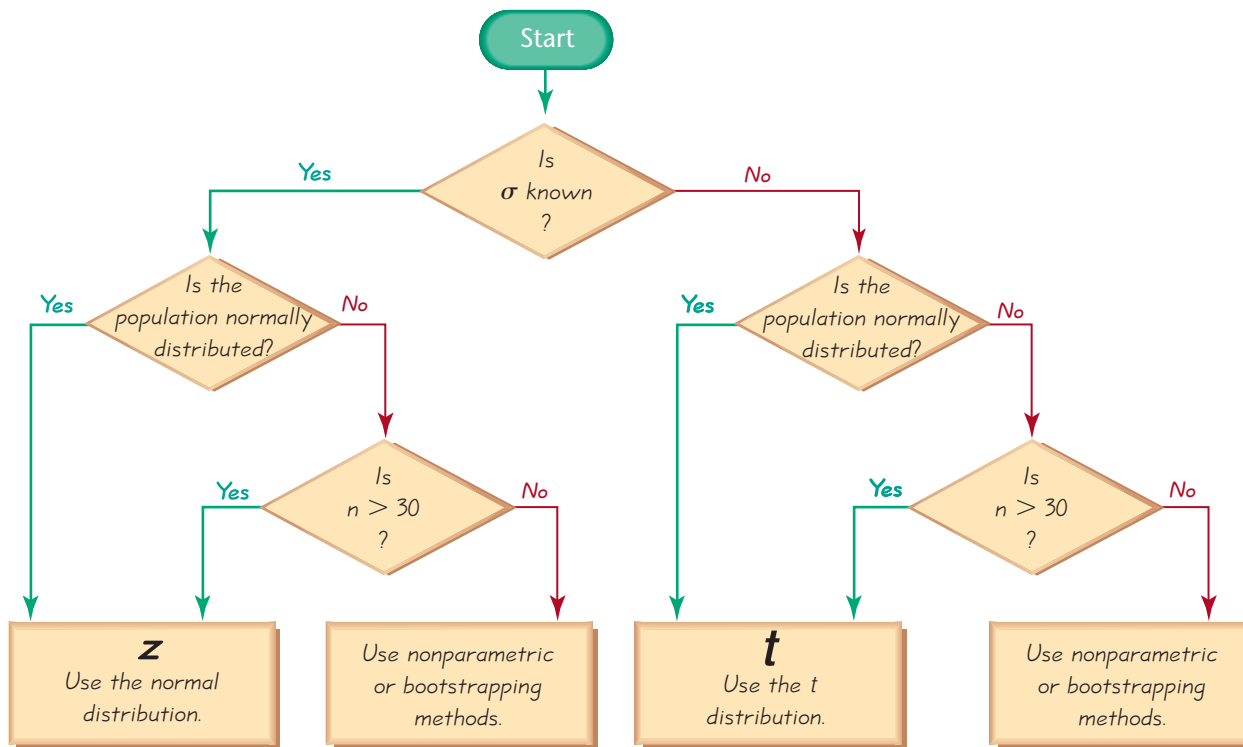 Start
Is
σ known
?
Yes
No
Is the
population normally
distributed?
Yes
No
Is the
population normally
distributed?
Yes
No
Is
n > 30
?
Yes
No
Is
n > 30
?
Yes
No
z
Use the normal
distribution.
Use nonparametric
or bootstrapping
methods.
t
Use the t
distribution.
Use nonparametric
or bootstrapping
methods.